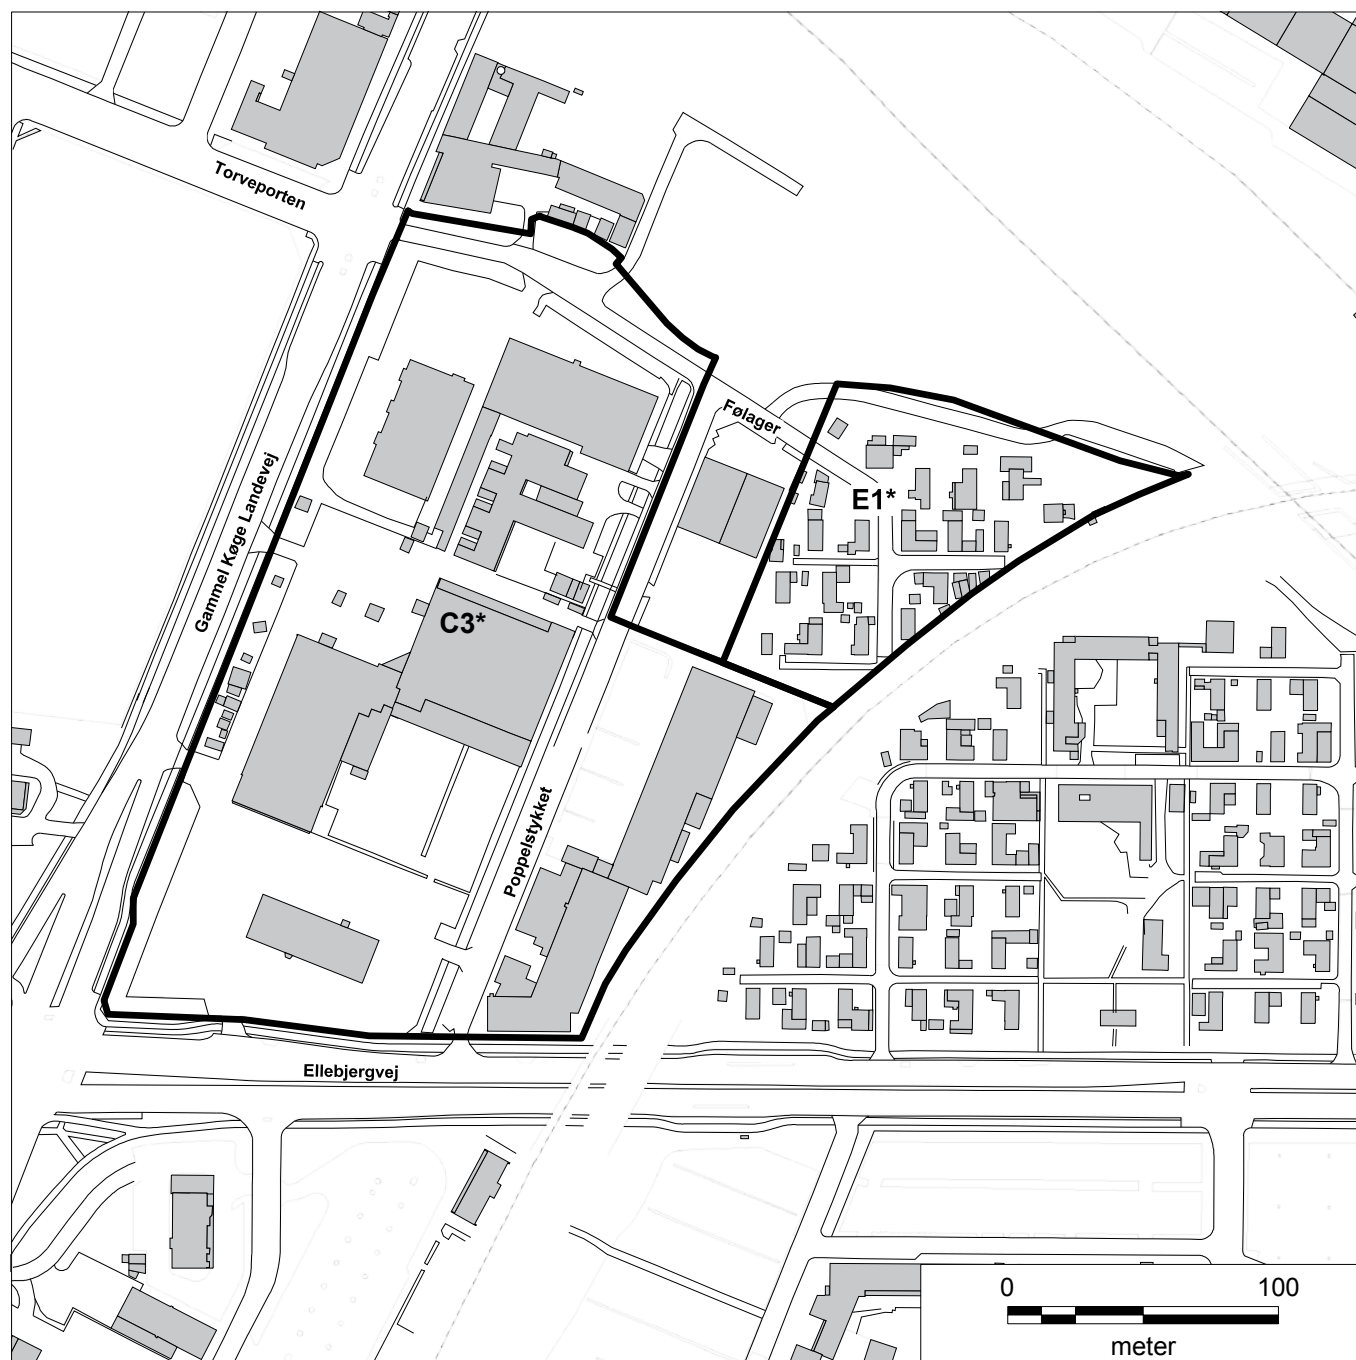 Torveporten
Følager
E1*
Gammel Køge Landevej
C3*
Poppelstykket
Ellebjergvej
0 100
meter